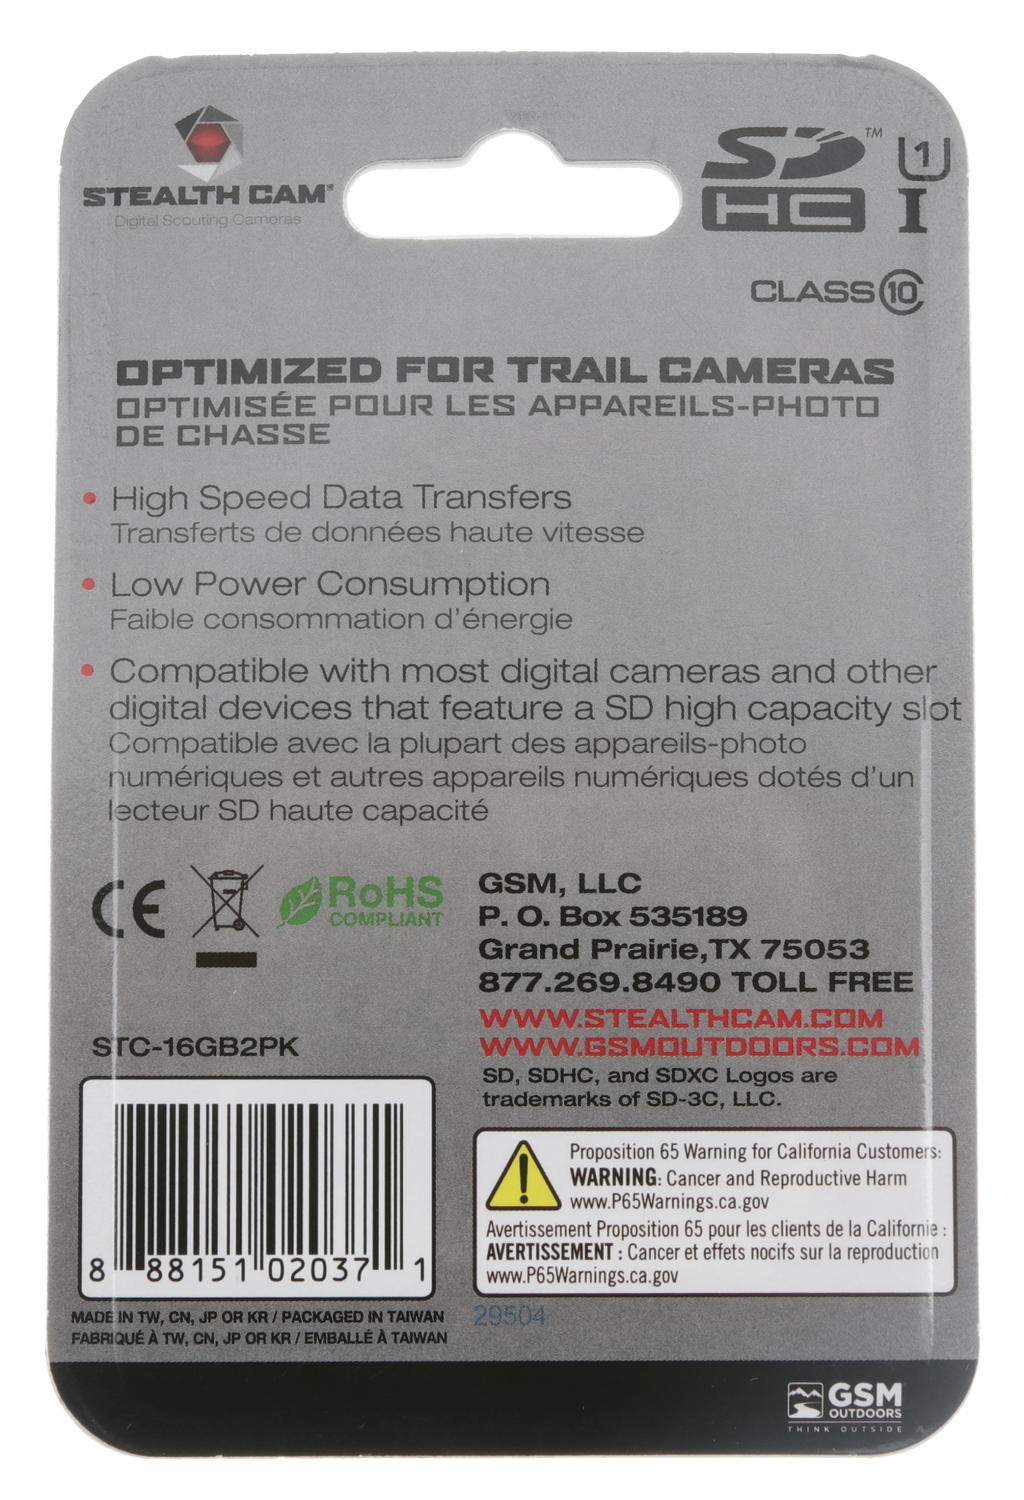 STEALTH CAM
Digital Scouting Cameras
SD™
HC
1
I
CLASS 10
OPTIMIZED FOR TRAIL CAMERAS
OPTIMISÉE POUR LES APPAREILS-PHOTO
DE CHASSE
• High Speed Data Transfers
Transferts de données haute vitesse
• Low Power Consumption
Faible consommation d'énergie
• Compatible with most digital cameras and other
digital devices that feature a SD high capacity slot
Compatible avec la plupart des appareils-photo
numériques et autres appareils numériques dotés d'un
lecteur SD haute capacité
CE
RoHS
COMPLIANT
GSM, LLC
P. O. Box 535189
Grand Prairie,TX 75053
877.269.8490 TOLL FREE
WWW.STEALTHCAM.COM
WWW.GSMOUTDOORS.COM
SD, SDHC, and SDXC Logos are
trademarks of SD-3C, LLC.
STC-16GB2PK
8 88151 02037 1
MADE IN TW, CN, JP OR KR / PACKAGED IN TAIWAN
FABRIQUÉ À TW, CN, JP OR KR / EMBALLÉ À TAIWAN
Proposition 65 Warning for California Customers:
WARNING: Cancer and Reproductive Harm
www.P65Warnings.ca.gov
Avertissement Proposition 65 pour les clients de la Californie :
AVERTISSEMENT : Cancer et effets nocifs sur la reproduction
www.P65Warnings.ca.gov
29504
GSM
OUTDOORS
THINK OUTSIDE